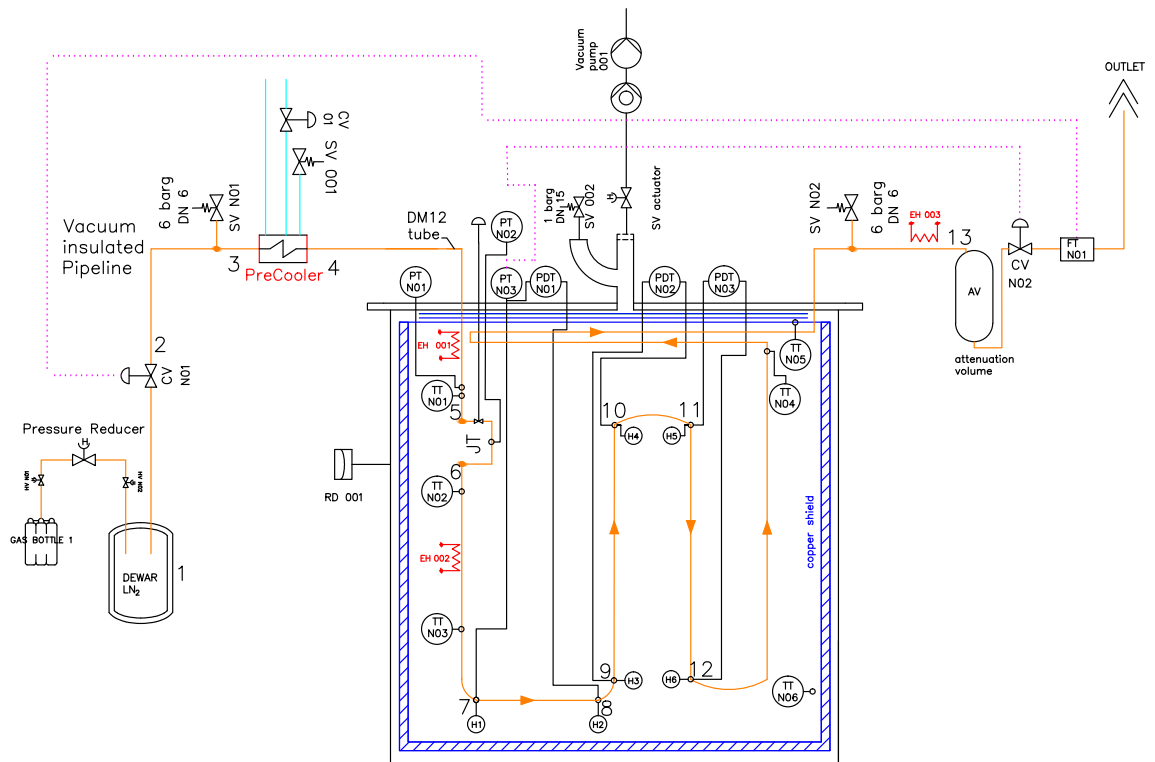 Vacuum
pump
001
OUTLET
CV
01
SV
001
6 barg
DN 6
SV N01
1 barg
DN 15
SV 002
SV actuator
H
SV N02
6 barg
DN 6
EH 003
13
FT
N01
CV
N02
AV
attenuation
volume
Vacuum
insulated
Pipeline
3
4
PreCooler
DM12
tube
PT
N02
PT
N01
PT
N03
PDT
N01
PDT
N02
PDT
N03
2
CV
N01
EH 001
TT
N01
5
JT
6
TT
N02
EH 002
TT
N03
7
H1
8
H2
9
H3
10
H4
11
H5
12
H6
TT
N05
TT
N04
TT
N06
copper shield
RD 001
Pressure Reducer
H
HV N01
HV N02
GAS BOTTLE 1
DEWAR
LN₂
1